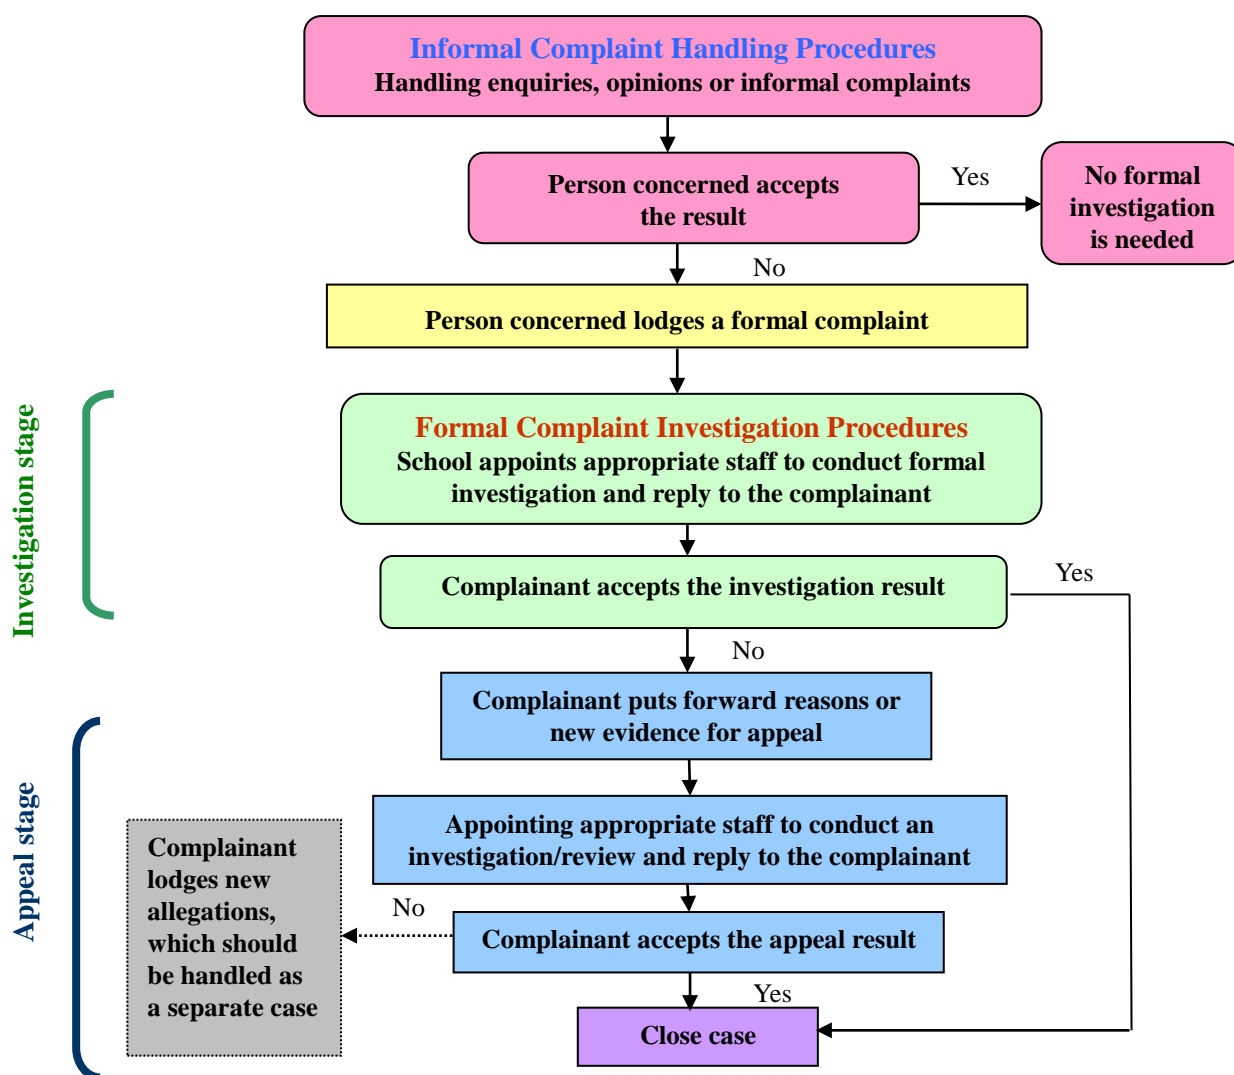 Informal Complaint Handling Procedures
Handling enquiries, opinions or informal complaints
Person concerned accepts
the result
Yes
No formal
investigation
is needed
No
Person concerned lodges a formal complaint
Investigation stage
Formal Complaint Investigation Procedures
School appoints appropriate staff to conduct formal
investigation and reply to the complainant
Complainant accepts the investigation result
Yes
No
Complainant puts forward reasons or
new evidence for appeal
Appeal stage
Appointing appropriate staff to conduct an
investigation/review and reply to the complainant
Complainant accepts the appeal result
No
Complainant
lodges new
allegations,
which should
be handled as
a separate case
Yes
Close case